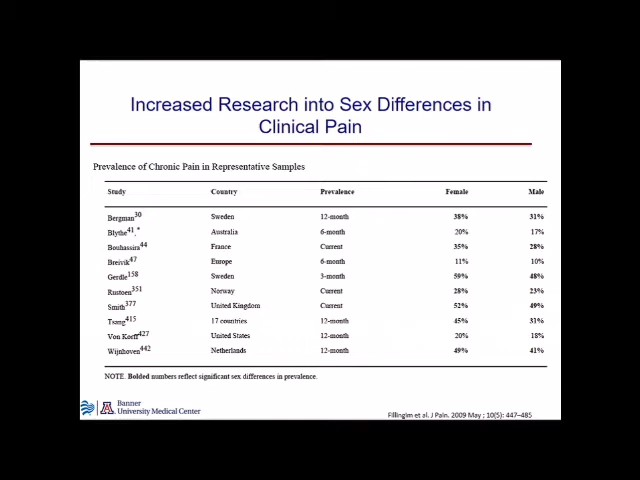 Increased Research into Sex Differences in
Clinical Pain
Prevalence of Chronic Pain in Representative Samples
Study Country Prevalence Female Male
Bergman30 Sweden 12-month 38% 31%
Blythe41,* Australia 6-month 20% 17%
Bouhassira44 France Current 35% 28%
Breivik47 Europe 6-month 11% 10%
Gerdle158 Sweden 3-month 59% 48%
Rustoen351 Norway Current 28% 23%
Smith377 United Kingdom Current 52% 49%
Tsang415 17 countries 12-month 45% 31%
Von Korff427 United States 12-month 20% 18%
Wijnhoven442 Netherlands 12-month 49% 41%
NOTE. Bolded numbers reflect significant sex differences in prevalence.
Banner
University Medical Center
Fillingim et al. J Pain. 2009 May ; 10(5): 447–485